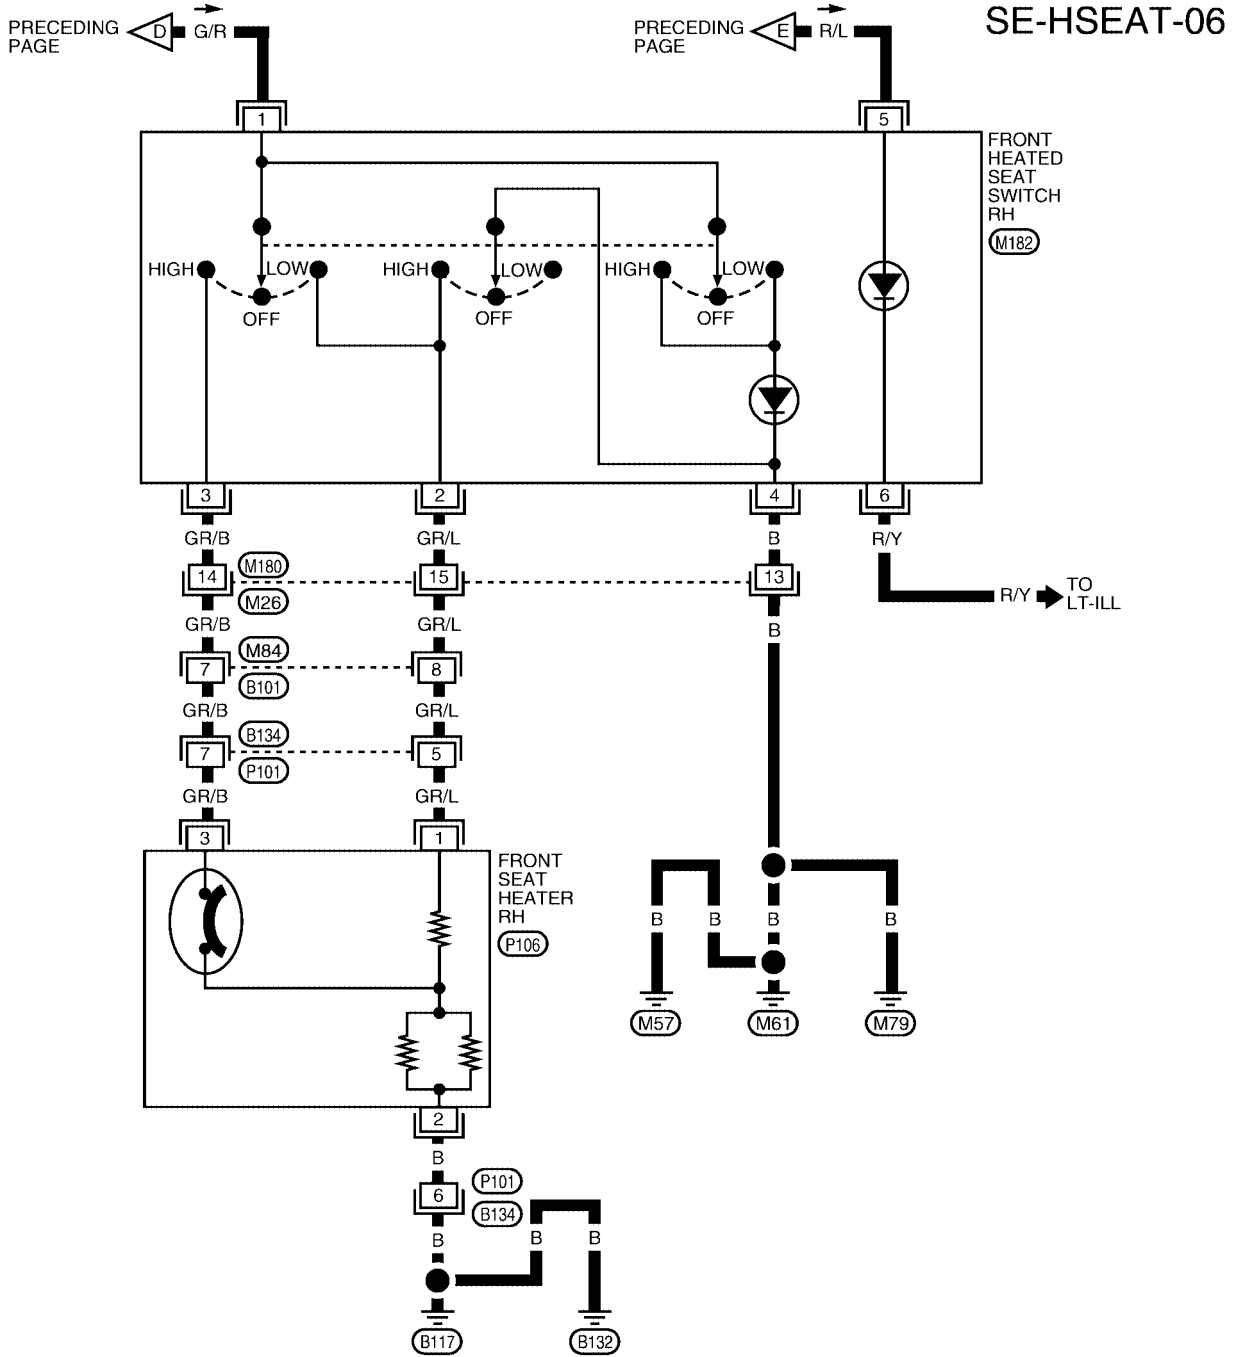 SE-HSEAT-06
PRECEDING
PAGE
D
G/R
PRECEDING
PAGE
E
R/L
1
5
FRONT
HEATED
SEAT
SWITCH
RH
M182
HIGH
LOW
OFF
HIGH
LOW
OFF
HIGH
LOW
OFF
3
2
4
6
GR/B
GR/L
B
R/Y
14
M180
M26
15
13
R/Y
TO
LT-ILL
GR/B
GR/L
B
7
M84
B101
8
GR/B
GR/L
7
B134
P101
5
GR/B
GR/L
3
1
FRONT
SEAT
HEATER
RH
P106
B
B
B
B
M57
M61
M79
2
B
6
P101
B134
B
B
B
B117
B132